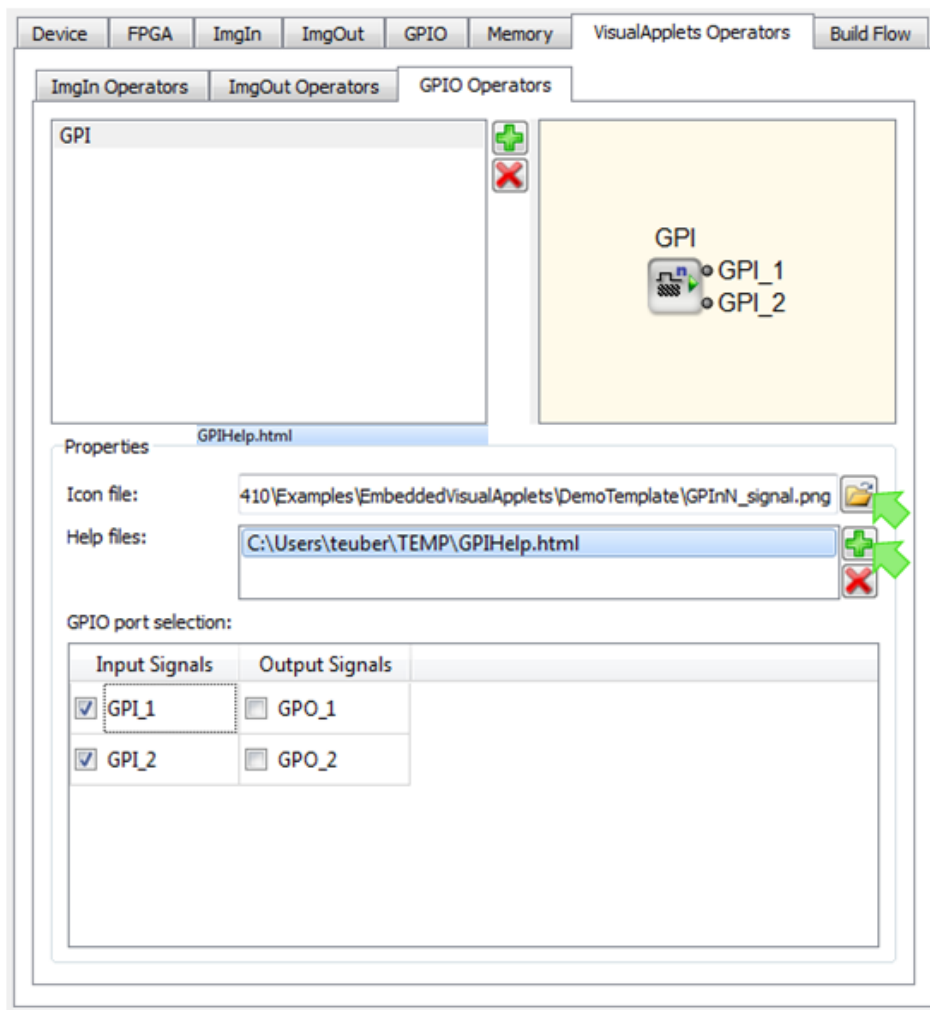 Device FPGA ImgIn ImgOut GPIO Memory VisualApplets Operators Build Flow
ImgIn Operators ImgOut Operators GPIO Operators
GPI
GPI
n
GPI_1
GPI_2
GPIHelp.html
Properties
Icon file: 410\Examples\EmbeddedVisualApplets\DemoTemplate\GPInN_signal.png
Help files: C:\Users\teuber\TEMP\GPIHelp.html
GPIO port selection:
Input Signals Output Signals
GPI_1 GPO_1
GPI_2 GPO_2